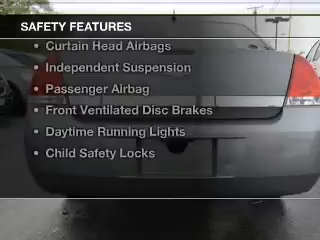 SAFETY FEATURES
• Curtain Head Airbags
• Independent Suspension
• Passenger Airbag
• Front Ventilated Disc Brakes
• Daytime Running Lights
• Child Safety Locks